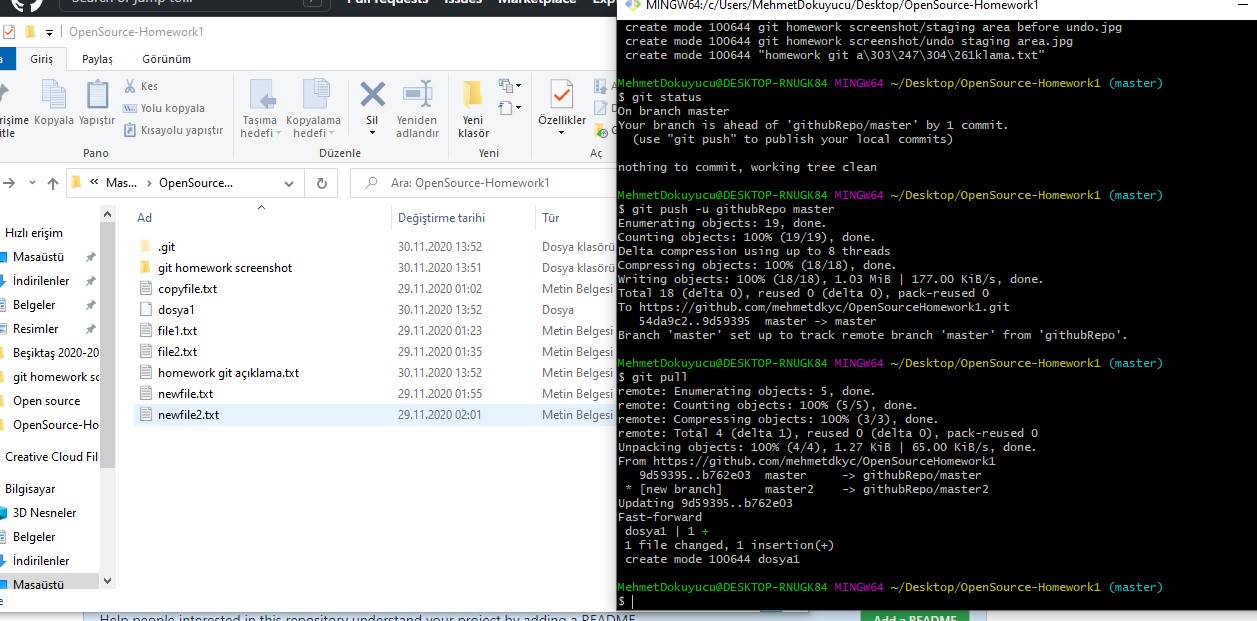 Search or jump to...
Pull requests Issues Marketplace
OpenSource-Homework1
Giriş Paylaş Görünüm
Kopyala
Yapıştır
Kes
Yolu kopyala
Kısayolu yapıştır
Pano
Taşıma hedefi
Kopyalama hedefi
Sil
Yeniden adlandır
Düzenle
Yeni klasör
Yeni
Özellikler
Aç
« Mas... > OpenSource...
Ara: OpenSource-Homework1
Ad Değiştirme tarihi Tür
.git 30.11.2020 13:52 Dosya klasörü
git homework screenshot 30.11.2020 13:51 Dosya klasörü
copyfile.txt 29.11.2020 01:02 Metin Belgesi
dosya1 30.11.2020 13:52 Dosya
file1.txt 29.11.2020 01:23 Metin Belgesi
file2.txt 29.11.2020 01:35 Metin Belgesi
homework git açıklama.txt 30.11.2020 13:52 Metin Belgesi
newfile.txt 29.11.2020 01:55 Metin Belgesi
newfile2.txt 29.11.2020 02:01 Metin Belgesi
Hızlı erişim
Masaüstü
İndirilenler
Belgeler
Resimler
Beşiktaş 2020-20
git homework sc
Open source
OpenSource-Ho
Creative Cloud Fil
Bilgisayar
3D Nesneler
Belgeler
İndirilenler
Masaüstü
Help people interested in this repository understand your project by adding a README.
Add a README
MINGW64:/c/Users/MehmetDokuyucu/Desktop/OpenSource-Homework1
create mode 100644 git homework screenshot/staging area before undo.jpg
create mode 100644 git homework screenshot/undo staging area.jpg
create mode 100644 "homework git a\303\247\304\261klama.txt"
MehmetDokuyucu@DESKTOP-RNUGK84 MINGW64 ~/Desktop/OpenSource-Homework1 (master)
$ git status
On branch master
Your branch is ahead of 'githubRepo/master' by 1 commit.
(use "git push" to publish your local commits)
nothing to commit, working tree clean
MehmetDokuyucu@DESKTOP-RNUGK84 MINGW64 ~/Desktop/OpenSource-Homework1 (master)
$ git push -u githubRepo master
Enumerating objects: 19, done.
Counting objects: 100% (19/19), done.
Delta compression using up to 8 threads
Compressing objects: 100% (18/18), done.
Writing objects: 100% (18/18), 1.03 MiB | 177.00 KiB/s, done.
Total 18 (delta 0), reused 0 (delta 0), pack-reused 0
To https://github.com/mehmetdkyc/OpenSourceHomework1.git
54da9c2..9d59395 master -> master
Branch 'master' set up to track remote branch 'master' from 'githubRepo'.
MehmetDokuyucu@DESKTOP-RNUGK84 MINGW64 ~/Desktop/OpenSource-Homework1 (master)
$ git pull
remote: Enumerating objects: 5, done.
remote: Counting objects: 100% (5/5), done.
remote: Compressing objects: 100% (3/3), done.
remote: Total 4 (delta 1), reused 0 (delta 0), pack-reused 0
Unpacking objects: 100% (4/4), 1.27 KiB | 65.00 KiB/s, done.
From https://github.com/mehmetdkyc/OpenSourceHomework1
9d59395..b762e03 master -> githubRepo/master
* [new branch] master2 -> githubRepo/master2
Updating 9d59395..b762e03
Fast-forward
dosya1 | 1 +
1 file changed, 1 insertion(+)
create mode 100644 dosya1
MehmetDokuyucu@DESKTOP-RNUGK84 MINGW64 ~/Desktop/OpenSource-Homework1 (master)
$